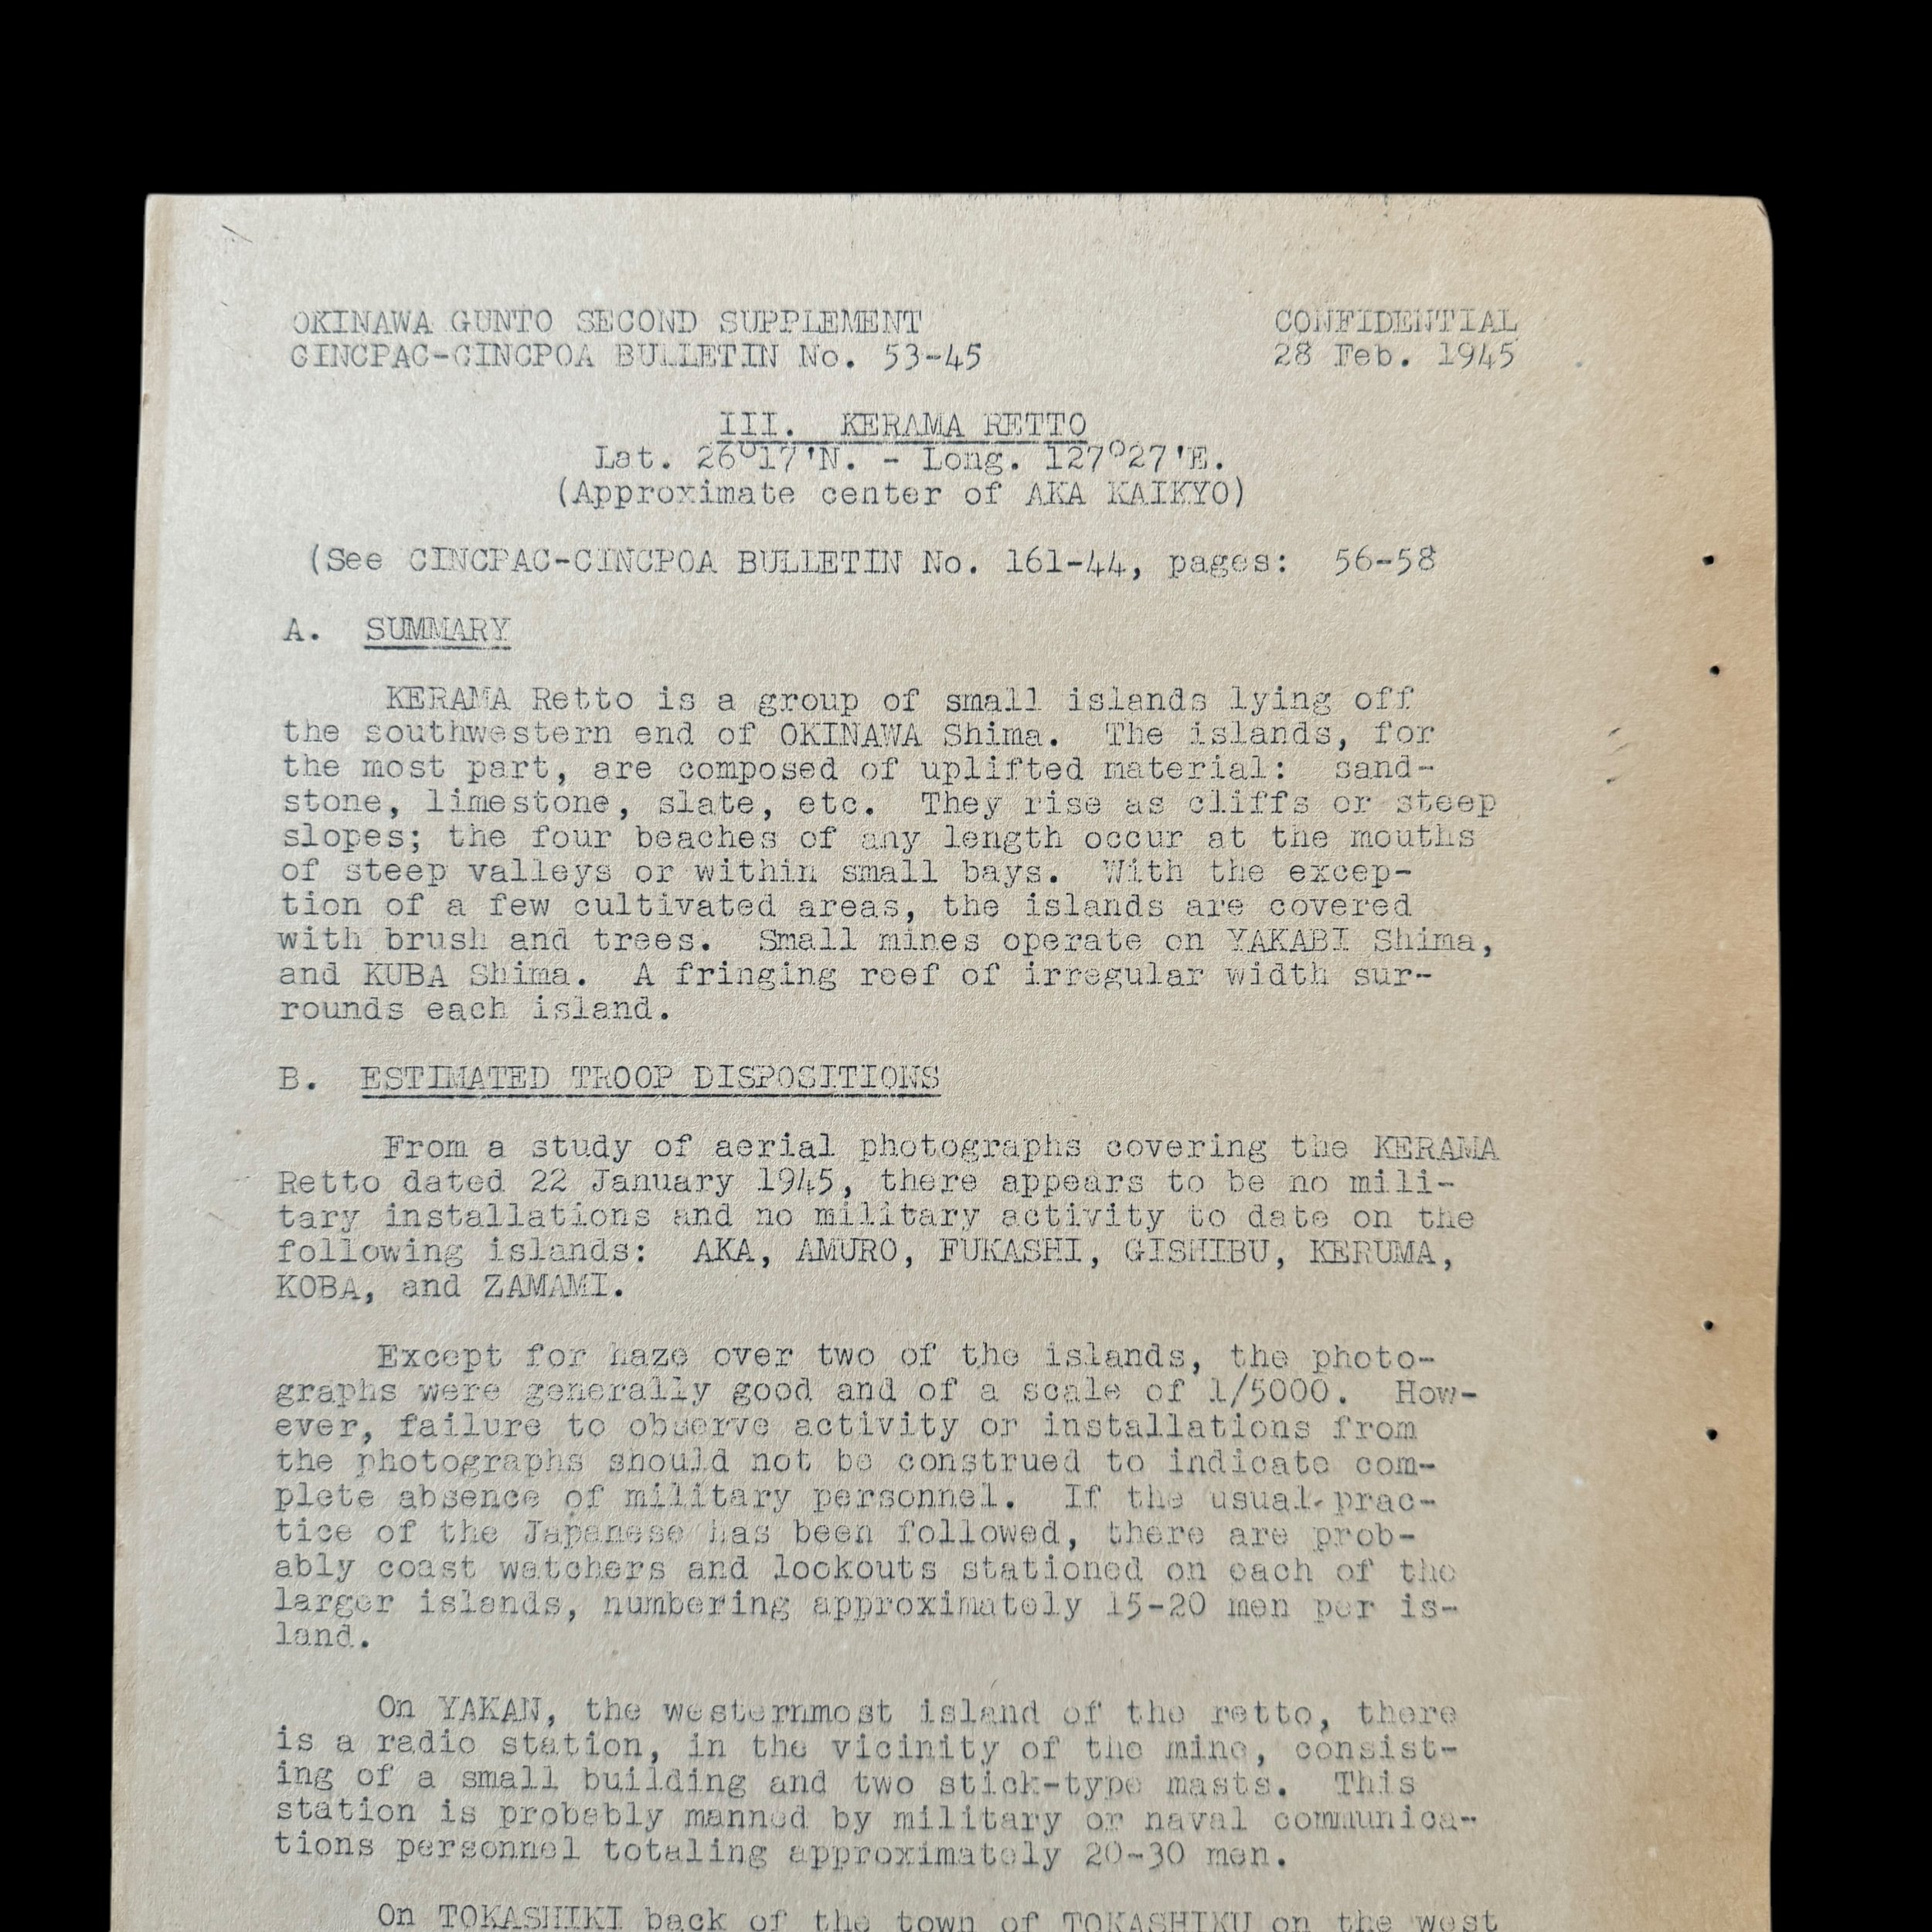 OKINAWA GUNTO SECOND SUPPLEMENT CONFIDENTIAL
CINCPAC-CINCPOA BULLETIN No. 53-45 28 Feb. 1945
III. KERAMA RETTO
Lat. 26°17'N. - Long. 127°27'E.
(Approximate center of AKA KAIKYO)
(See CINCPAC-CINCPOA BULLETIN No. 161-44, pages: 56-58
A. SUMMARY
KERAMA Retto is a group of small islands lying off
the southwestern end of OKINAWA Shima. The islands, for
the most part, are composed of uplifted material: sand-
stone, limestone, slate, etc. They rise as cliffs or steep
slopes; the four beaches of any length occur at the mouths
of steep valleys or within small bays. With the excep-
tion of a few cultivated areas, the islands are covered
with brush and trees. Small mines operate on YAKABI Shima,
and KUBA Shima. A fringing reef of irregular width sur-
rounds each island.
B. ESTIMATED TROOP DISPOSITIONS
From a study of aerial photographs covering the KERAMA
Retto dated 22 January 1945, there appears to be no mili-
tary installations and no military activity to date on the
following islands: AKA, AMURO, FUKASHI, GISHIBU, KERUMA,
KOBA, and ZAMAMI.
Except for haze over two of the islands, the photo-
graphs were generally good and of a scale of 1/5000. How-
ever, failure to observe activity or installations from
the photographs should not be construed to indicate com-
plete absence of military personnel. If the usual prac-
tice of the Japanese has been followed, there are prob-
ably coast watchers and lookouts stationed on each of the
larger islands, numbering approximately 15-20 men per is-
land.
On YAKAN, the westernmost island of the retto, there
is a radio station, in the vicinity of the mine, consist-
ing of a small building and two stick-type masts. This
station is probably manned by military or naval communica-
tions personnel totaling approximately 20-30 men.
On TOKASHIKI back of the town of TOKASHIKU on the west